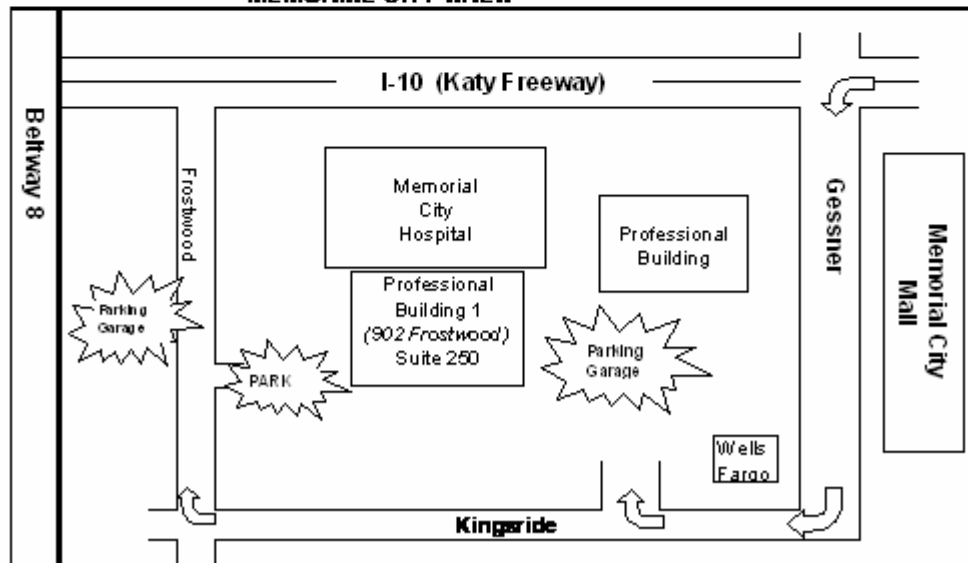 I-10 (Katy Freeway)
Beltway 8
Frostwood
Memorial
City
Hospital
Professional
Building
Gessner
Memorial City
Mall
Professional
Building 1
(902 Frostwood)
Suite 250
Parking
Garage
Parking
Garage
PARK
Wells
Fargo
Kingsride